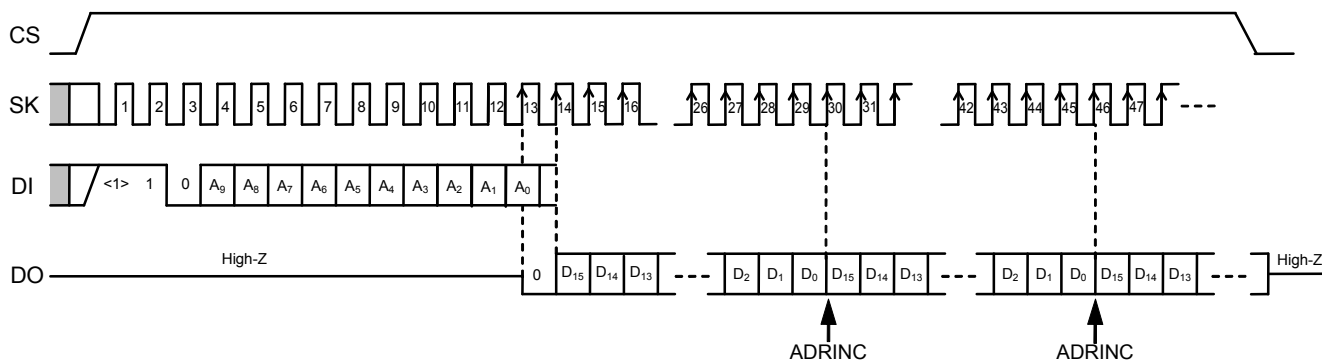 CS
SK 1 2 3 4 5 6 7 8 9 10 11 12 13 14 15 16 26 27 28 29 30 31 42 43 44 45 46 47
DI <1> 1 0 A₉ A₈ A₇ A₆ A₅ A₄ A₃ A₂ A₁ A₀
DO High-Z 0 D₁₅ D₁₄ D₁₃ D₂ D₁ D₀ D₁₅ D₁₄ D₁₃ D₂ D₁ D₀ D₁₅ D₁₄ D₁₃ High-Z
ADRINC ADRINC